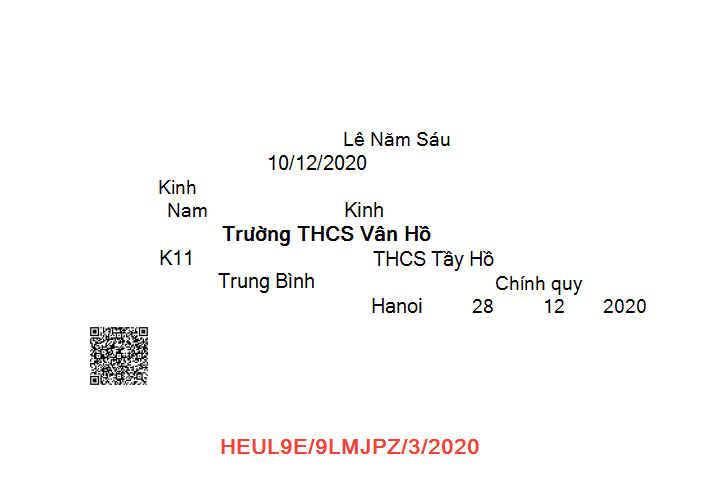 Lê Năm Sáu
10/12/2020
Kinh
Nam Kinh
Trường THCS Vân Hồ
K11 THCS Tây Hồ
Trung Bình Chính quy
Hanoi 28 12 2020
HEUL9E/9LMJPZ/3/2020